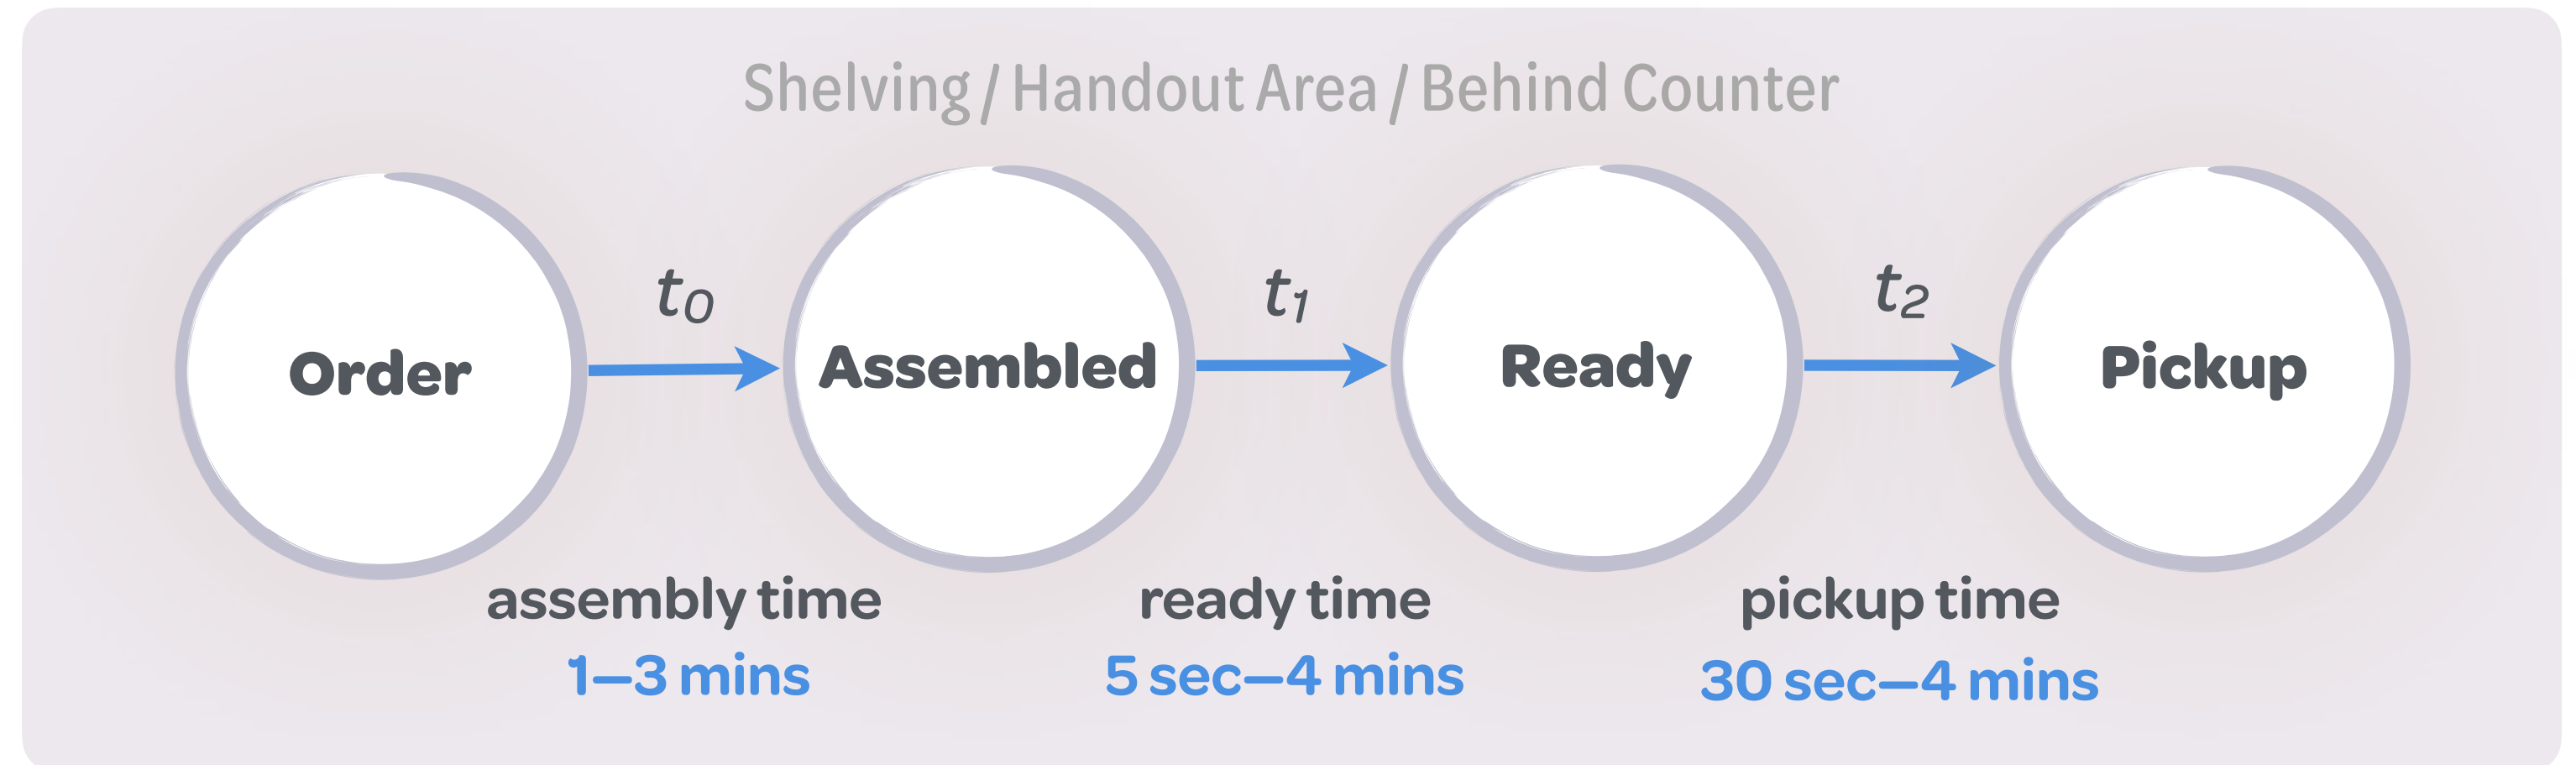 Shelving / Handout Area / Behind Counter
t0
t1
t2
Order
Assembled
Ready
Pickup
assembly time
ready time
pickup time
1–3 mins
5 sec–4 mins
30 sec–4 mins